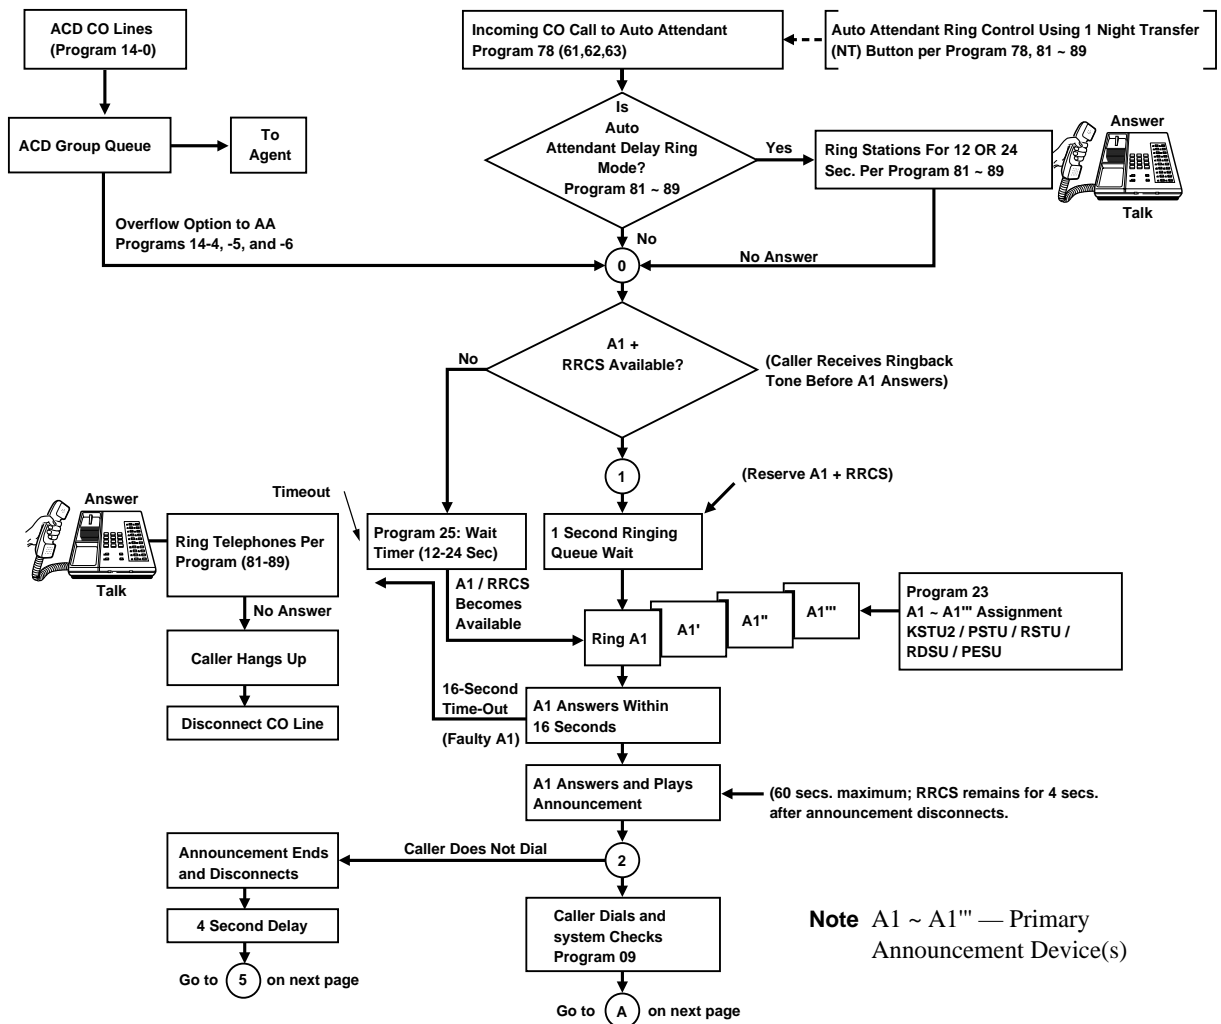 ACD CO Lines
(Program 14-0)
Incoming CO Call to Auto Attendant
Program 78 (61,62,63)
Auto Attendant Ring Control Using 1 Night Transfer
(NT) Button per Program 78, 81 ~ 89
ACD Group Queue
To
Agent
Is
Auto
Attendant Delay Ring
Mode?
Program 81 ~ 89
Yes
Ring Stations For 12 OR 24
Sec. Per Program 81 ~ 89
Answer
Talk
Overflow Option to AA
Programs 14-4, -5, and -6
No
0
No Answer
A1 +
RRCS Available?
No
(Caller Receives Ringback
Tone Before A1 Answers)
1
(Reserve A1 + RRCS)
Timeout
Answer
Talk
Ring Telephones Per
Program (81-89)
Program 25: Wait
Timer (12-24 Sec)
1 Second Ringing
Queue Wait
A1 / RRCS
Becomes
Available
Ring A1
A1'
A1"
A1'"
Program 23
A1 ~ A1'" Assignment
KSTU2 / PSTU / RSTU /
RDSU / PESU
No Answer
Caller Hangs Up
Disconnect CO Line
16-Second
Time-Out
(Faulty A1)
A1 Answers Within
16 Seconds
A1 Answers and Plays
Announcement
(60 secs. maximum; RRCS remains for 4 secs.
after announcement disconnects.
Announcement Ends
and Disconnects
Caller Does Not Dial
2
4 Second Delay
Caller Dials and
system Checks
Program 09
Note A1 ~ A1'" — Primary
Announcement Device(s)
Go to 5 on next page
Go to A on next page